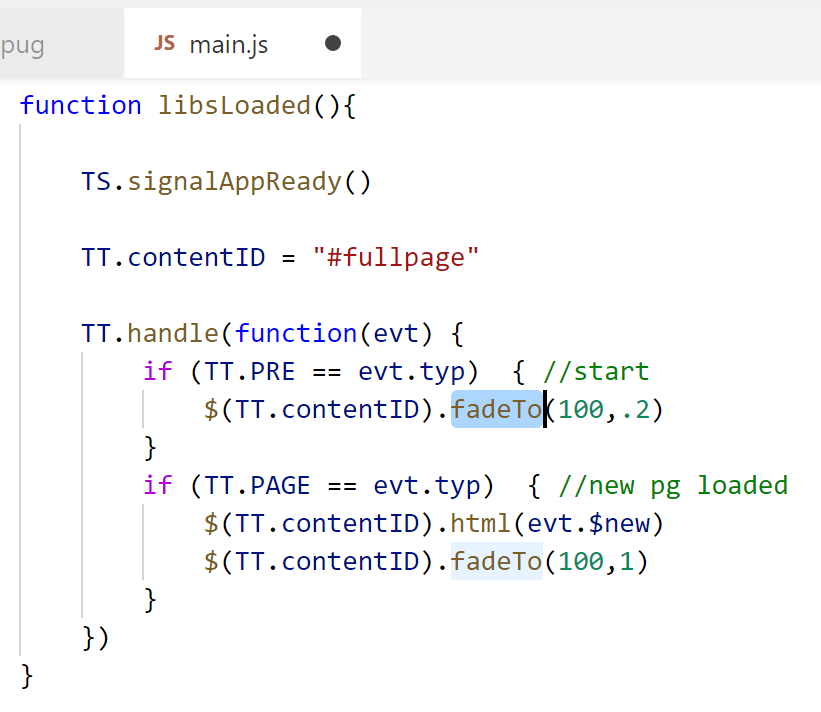 pug
JS main.js
function libsLoaded(){
TS.signalAppReady()
TT.contentID = "#fullpage"
TT.handle(function(evt) {
if (TT.PRE == evt.typ)  { //start
$(TT.contentID).fadeTo(100,.2)
}
if (TT.PAGE == evt.typ)  { //new pg loaded
$(TT.contentID).html(evt.$new)
$(TT.contentID).fadeTo(100,1)
}
})
}